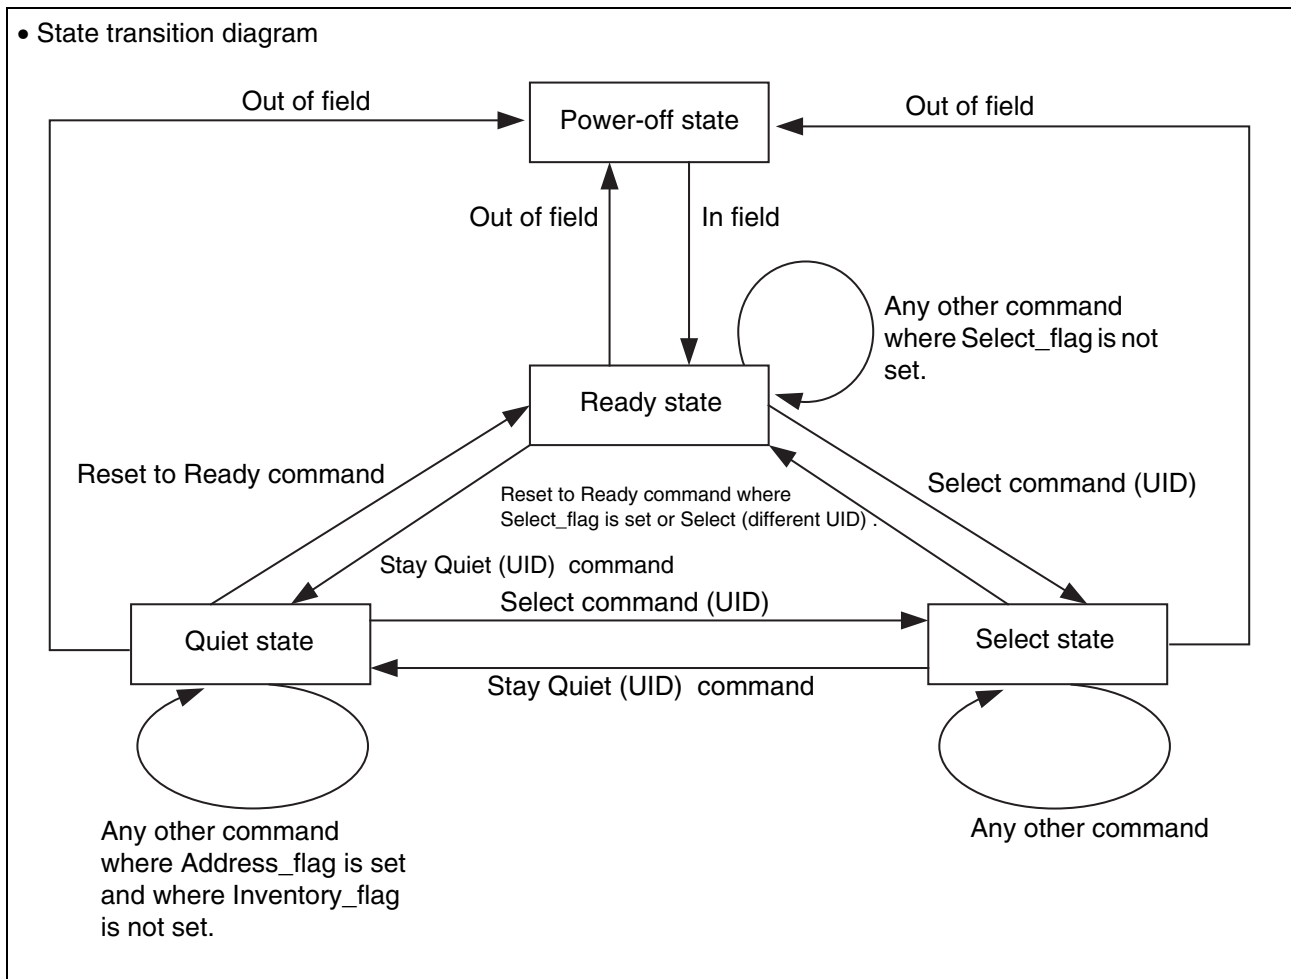 • State transition diagram
Out of field
Power-off state
Out of field
Out of field
In field
Any other command
where Select_flag is not
set.
Ready state
Reset to Ready command
Select command (UID)
Reset to Ready command where
Select_flag is set or Select (different UID) .
Stay Quiet (UID) command
Select command (UID)
Quiet state
Select state
Stay Quiet (UID) command
Any other command
where Address_flag is set
and where Inventory_flag
is not set.
Any other command